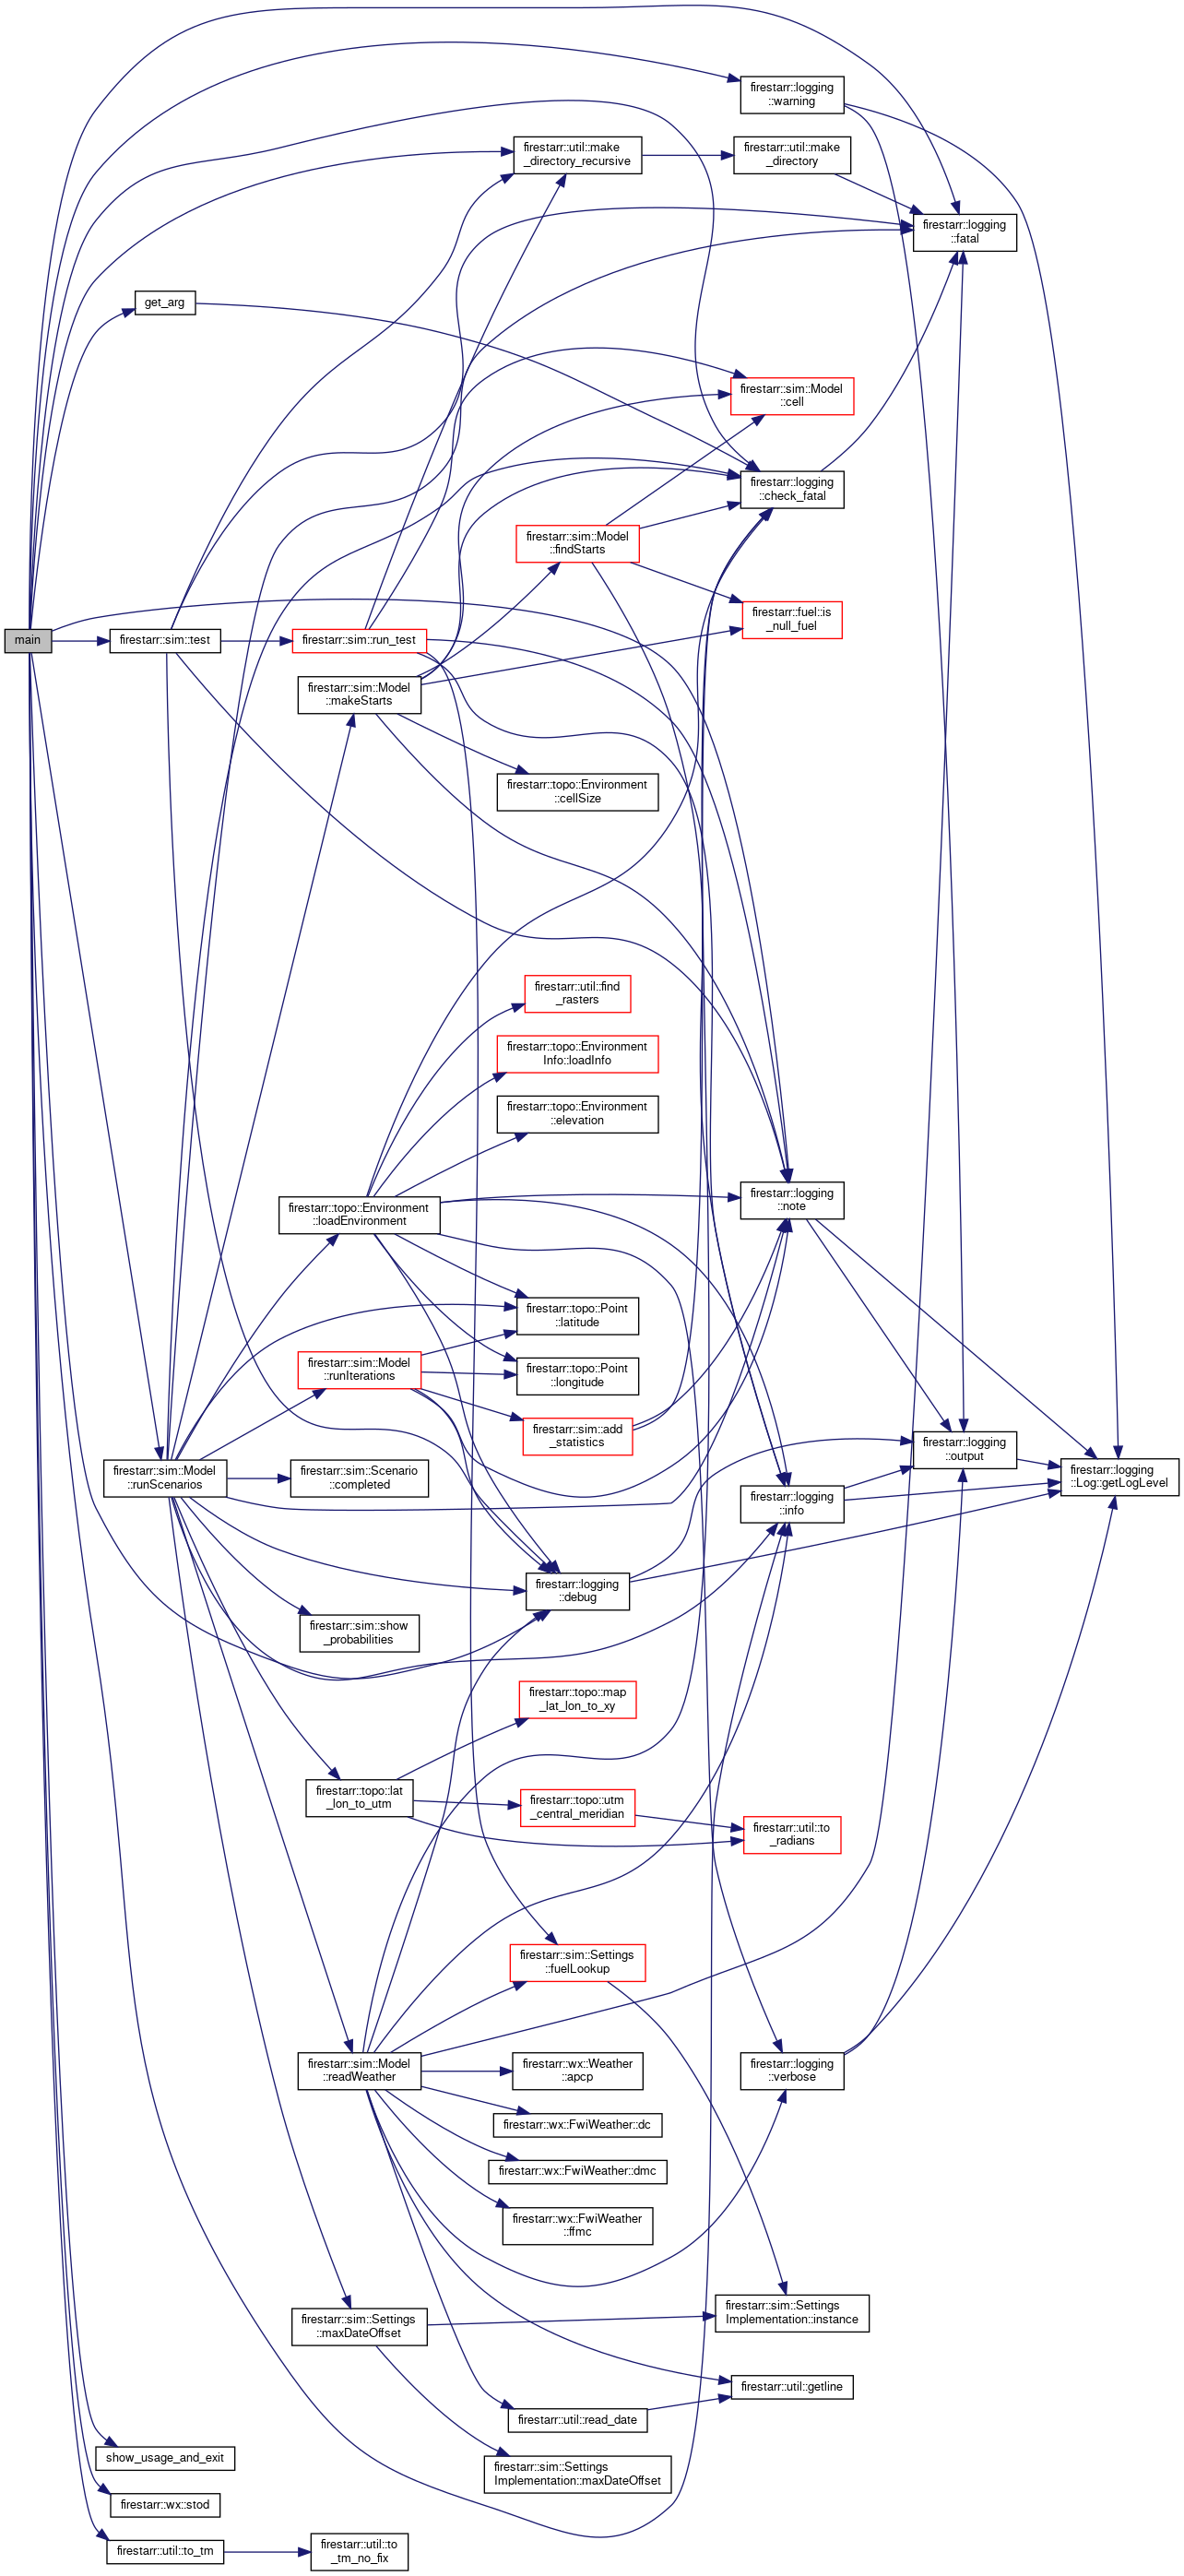 main
firestarr::logging
::warning
firestarr::util::make
_directory_recursive
firestarr::util::make
_directory
firestarr::logging
::fatal
get_arg
firestarr::sim::Model
::cell
firestarr::logging
::check_fatal
firestarr::sim::Model
::findStarts
firestarr::fuel::is
_null_fuel
firestarr::sim::test
firestarr::sim::run_test
firestarr::sim::Model
::makeStarts
firestarr::topo::Environment
::cellSize
firestarr::util::find
_rasters
firestarr::topo::Environment
Info::loadInfo
firestarr::topo::Environment
::elevation
firestarr::topo::Environment
::loadEnvironment
firestarr::logging
::note
firestarr::topo::Point
::latitude
firestarr::sim::Model
::runIterations
firestarr::topo::Point
::longitude
firestarr::sim::add
_statistics
firestarr::logging
::output
firestarr::logging
::Log::getLogLevel
firestarr::sim::Model
::runScenarios
firestarr::sim::Scenario
::completed
firestarr::logging
::info
firestarr::logging
::debug
firestarr::sim::show
_probabilities
firestarr::topo::map
_lat_lon_to_xy
firestarr::topo::lat
_lon_to_utm
firestarr::topo::utm
_central_meridian
firestarr::util::to
_radians
firestarr::sim::Settings
::fuelLookup
firestarr::sim::Model
::readWeather
firestarr::wx::Weather
::apcp
firestarr::logging
::verbose
firestarr::wx::FwiWeather::dc
firestarr::wx::FwiWeather::dmc
firestarr::wx::FwiWeather
::ffmc
firestarr::sim::Settings
::maxDateOffset
firestarr::sim::Settings
Implementation::instance
firestarr::util::getline
firestarr::util::read_date
show_usage_and_exit
firestarr::sim::Settings
Implementation::maxDateOffset
firestarr::wx::stod
firestarr::util::to_tm
firestarr::util::to
_tm_no_fix